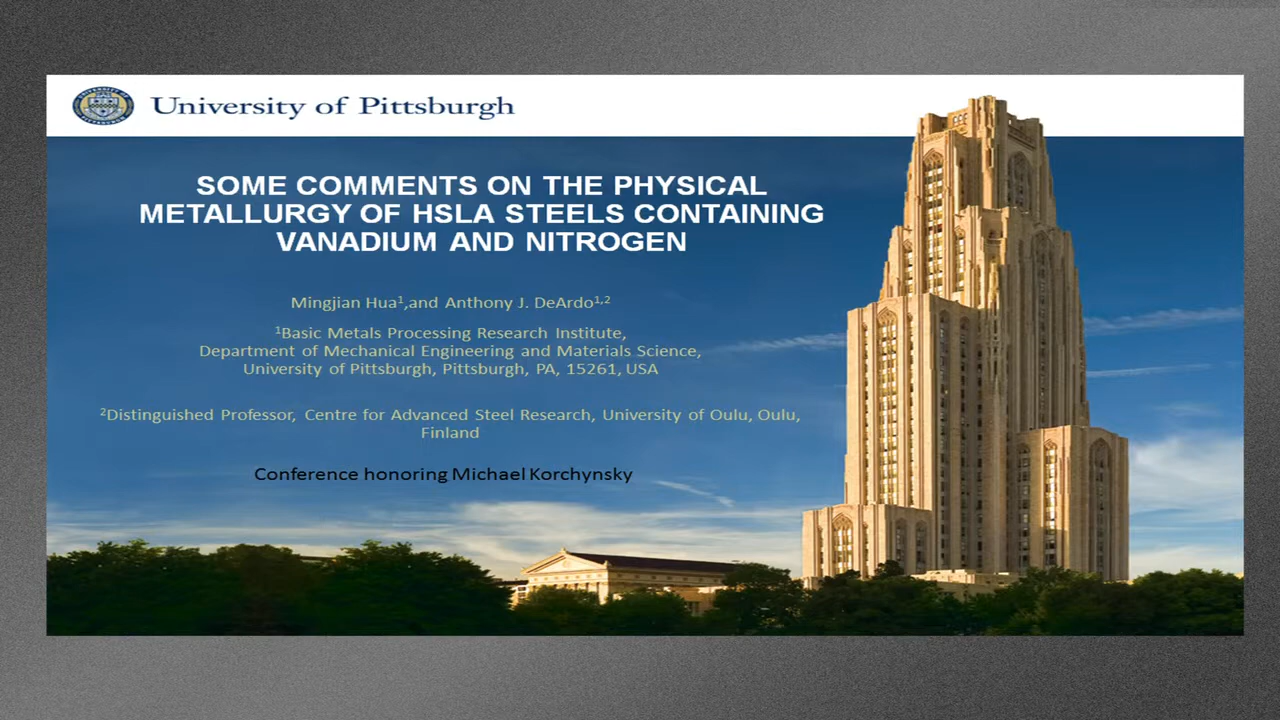 University of Pittsburgh
SOME COMMENTS ON THE PHYSICAL
METALLURGY OF HSLA STEELS CONTAINING
VANADIUM AND NITROGEN
Mingjian Hua¹,and Anthony J. DeArdo¹,²
¹Basic Metals Processing Research Institute,
Department of Mechanical Engineering and Materials Science,
University of Pittsburgh, Pittsburgh, PA, 15261, USA
²Distinguished Professor, Centre for Advanced Steel Research, University of Oulu, Oulu,
Finland
Conference honoring Michael Korchynsky